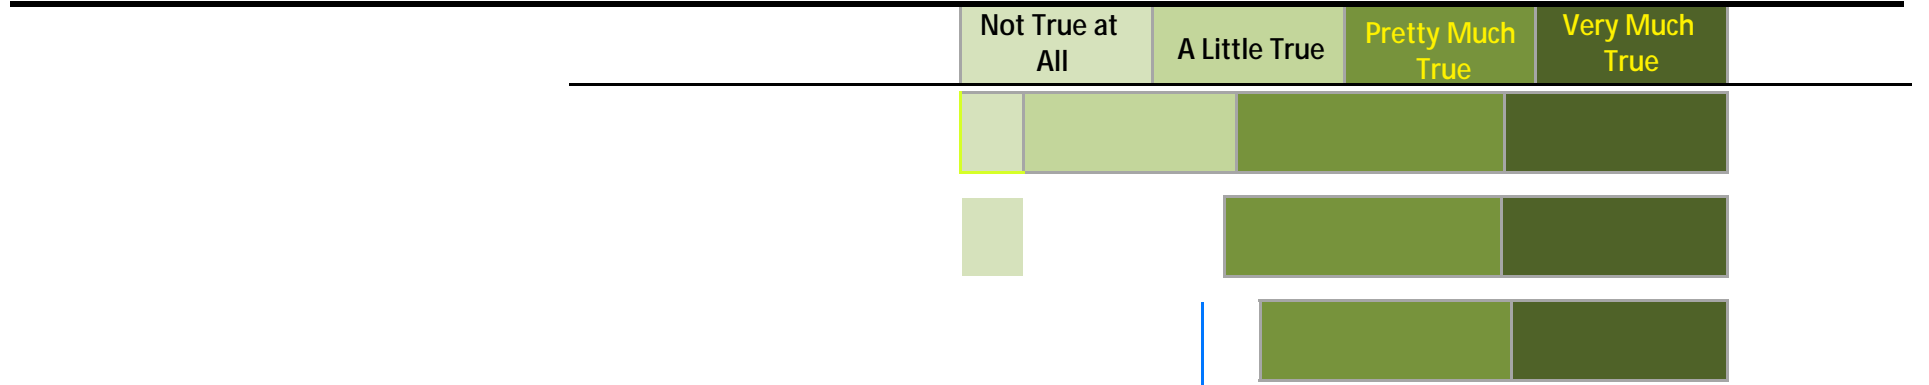 Not True at
All
A Little True
Pretty Much
True
Very Much
True